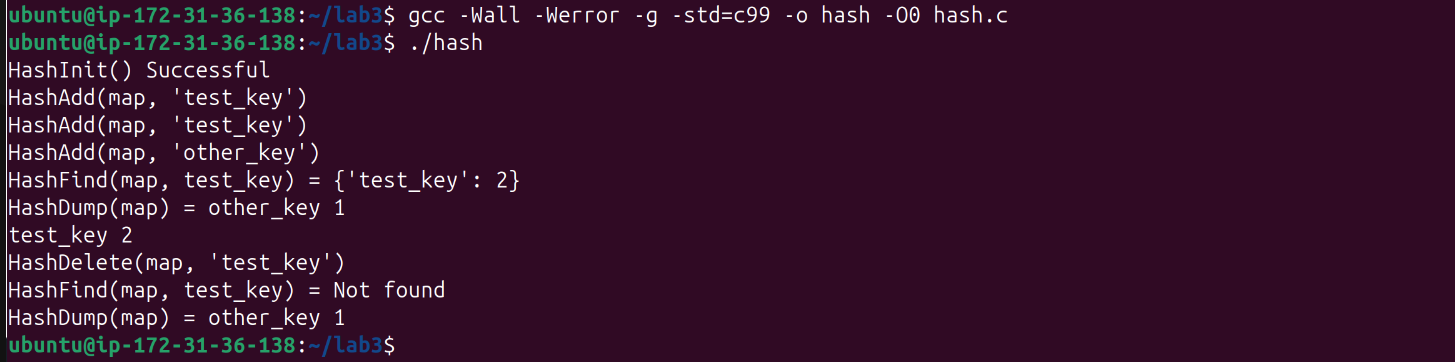 ubuntu@ip-172-31-36-138:~/lab3$ gcc -Wall -Werror -g -std=c99 -o hash -O0 hash.c
ubuntu@ip-172-31-36-138:~/lab3$ ./hash
HashInit() Successful
HashAdd(map, 'test_key')
HashAdd(map, 'test_key')
HashAdd(map, 'other_key')
HashFind(map, test_key) = {'test_key': 2}
HashDump(map) = other_key 1
test_key 2
HashDelete(map, 'test_key')
HashFind(map, test_key) = Not found
HashDump(map) = other_key 1
ubuntu@ip-172-31-36-138:~/lab3$